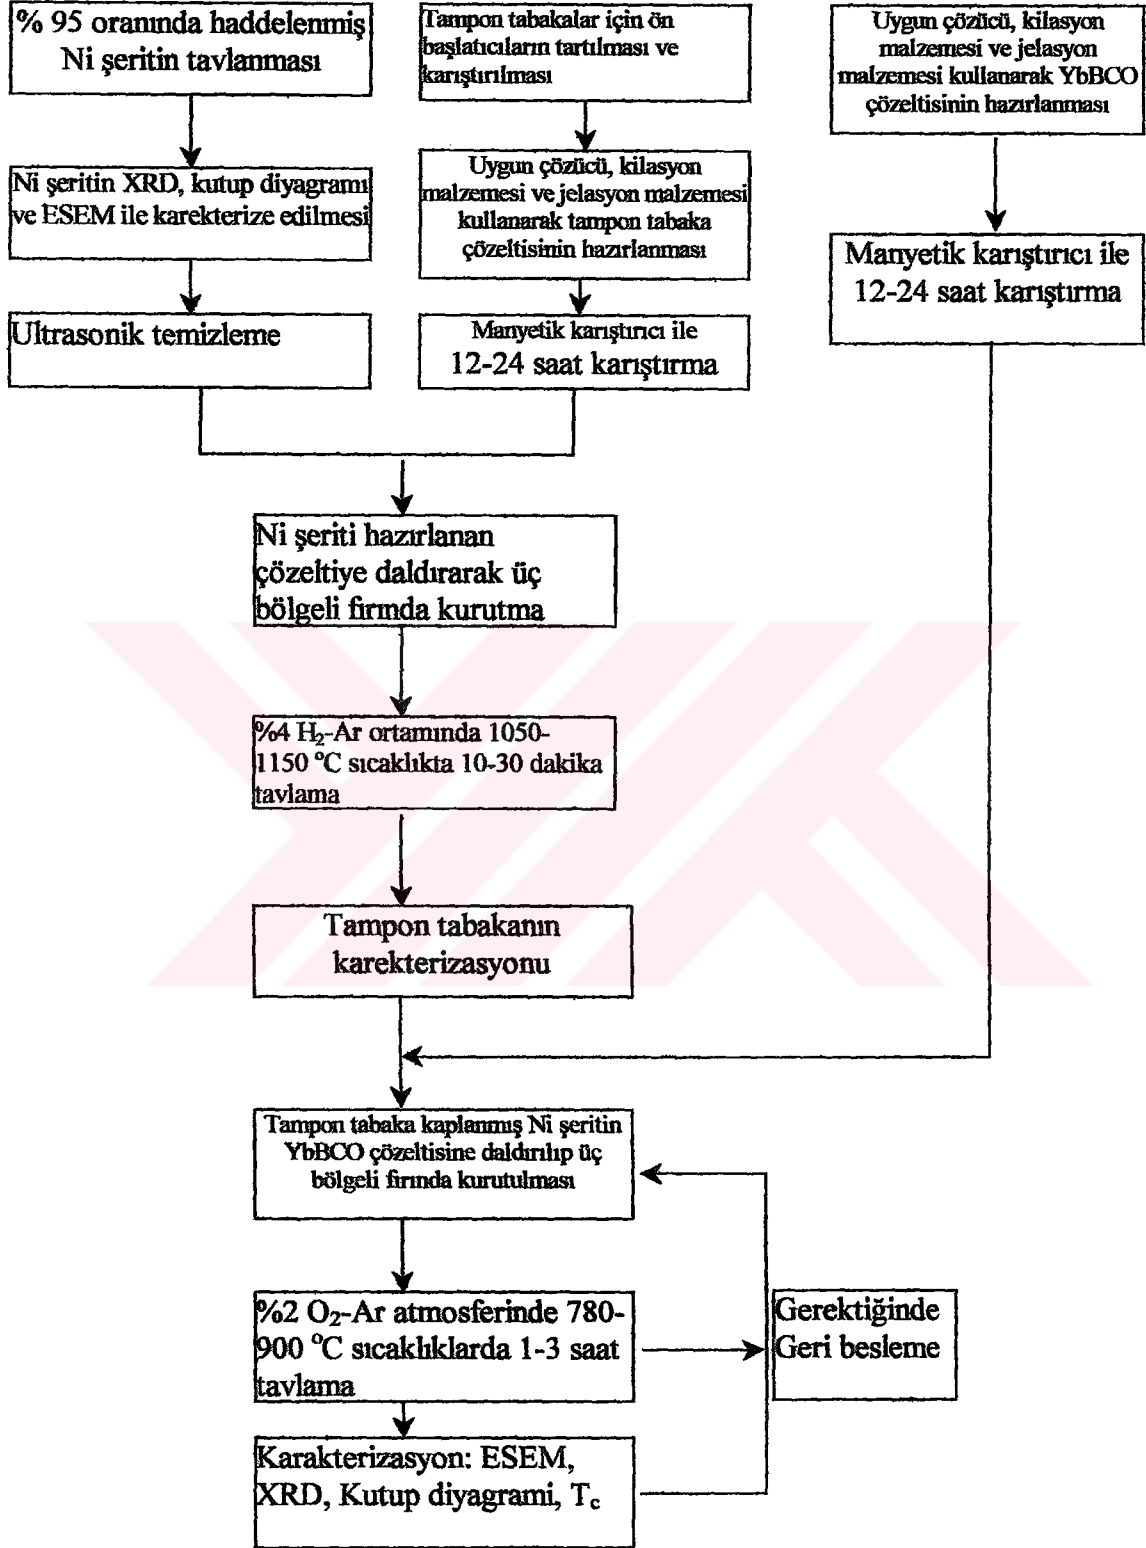 % 95 oranında haddelenmiş
Ni şeritin tavlanması
Tampon tabakalar için ön
başlatıcıların tartılması ve
karıştırılması
Uygun çözücü, kilasyon
malzemesi ve jelasyon
malzemesi kullanarak YbBCO
çözeltisinin hazırlanması
Ni şeritin XRD, kutup diyagramı
ve ESEM ile karekterize edilmesi
Uygun çözücü, kilasyon
malzemesi ve jelasyon malzemesi
kullanarak tampon tabaka
çözeltisinin hazırlanması
Manyetik karıştırıcı ile
12-24 saat karıştırma
Ultrasonik temizleme
Manyetik karıştırıcı ile
12-24 saat karıştırma
Ni şeriti hazırlanan
çözeltiye daldırarak üç
bölgeli fırında kurutma
%4 H₂-Ar ortamında 1050-
1150 °C sıcaklıkta 10-30 dakika
tavlama
Tampon tabakanın
karekterizasyonu
Tampon tabaka kaplanmış Ni şeritin
YbBCO çözeltisine daldırılıp üç
bölgeli fırında kurutulması
%2 O₂-Ar atmosferinde 780-
900 °C sıcaklıklarda 1-3 saat
tavlama
Gerektiğinde
Geri besleme
Karakterizasyon: ESEM,
XRD, Kutup diyagrami, T_c